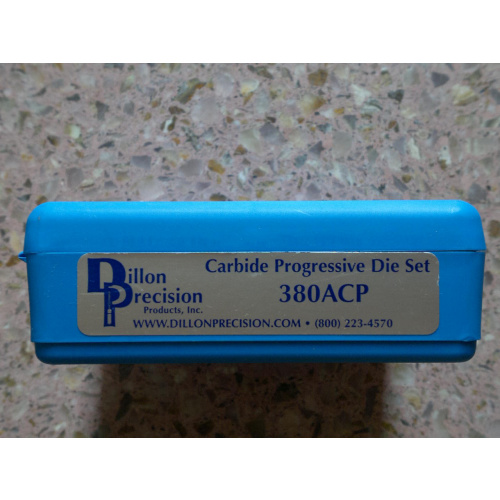 Dillon
Precision
Products, Inc.
Carbide Progressive Die Set
380ACP
WWW.DILLONPRECISION.COM • (800) 223-4570